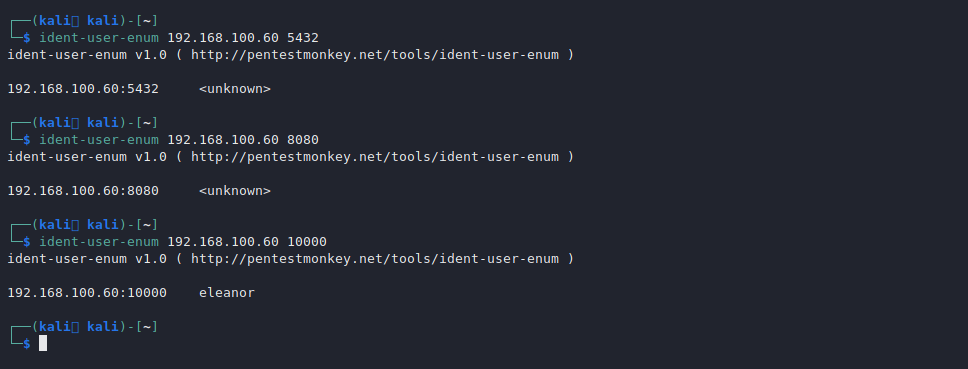 ┌──(kali㉿ kali)-[~]
└─$ ident-user-enum 192.168.100.60 5432
ident-user-enum v1.0 ( http://pentestmonkey.net/tools/ident-user-enum )
192.168.100.60:5432     <unknown>
┌──(kali㉿ kali)-[~]
└─$ ident-user-enum 192.168.100.60 8080
ident-user-enum v1.0 ( http://pentestmonkey.net/tools/ident-user-enum )
192.168.100.60:8080     <unknown>
┌──(kali㉿ kali)-[~]
└─$ ident-user-enum 192.168.100.60 10000
ident-user-enum v1.0 ( http://pentestmonkey.net/tools/ident-user-enum )
192.168.100.60:10000    eleanor
┌──(kali㉿ kali)-[~]
└─$